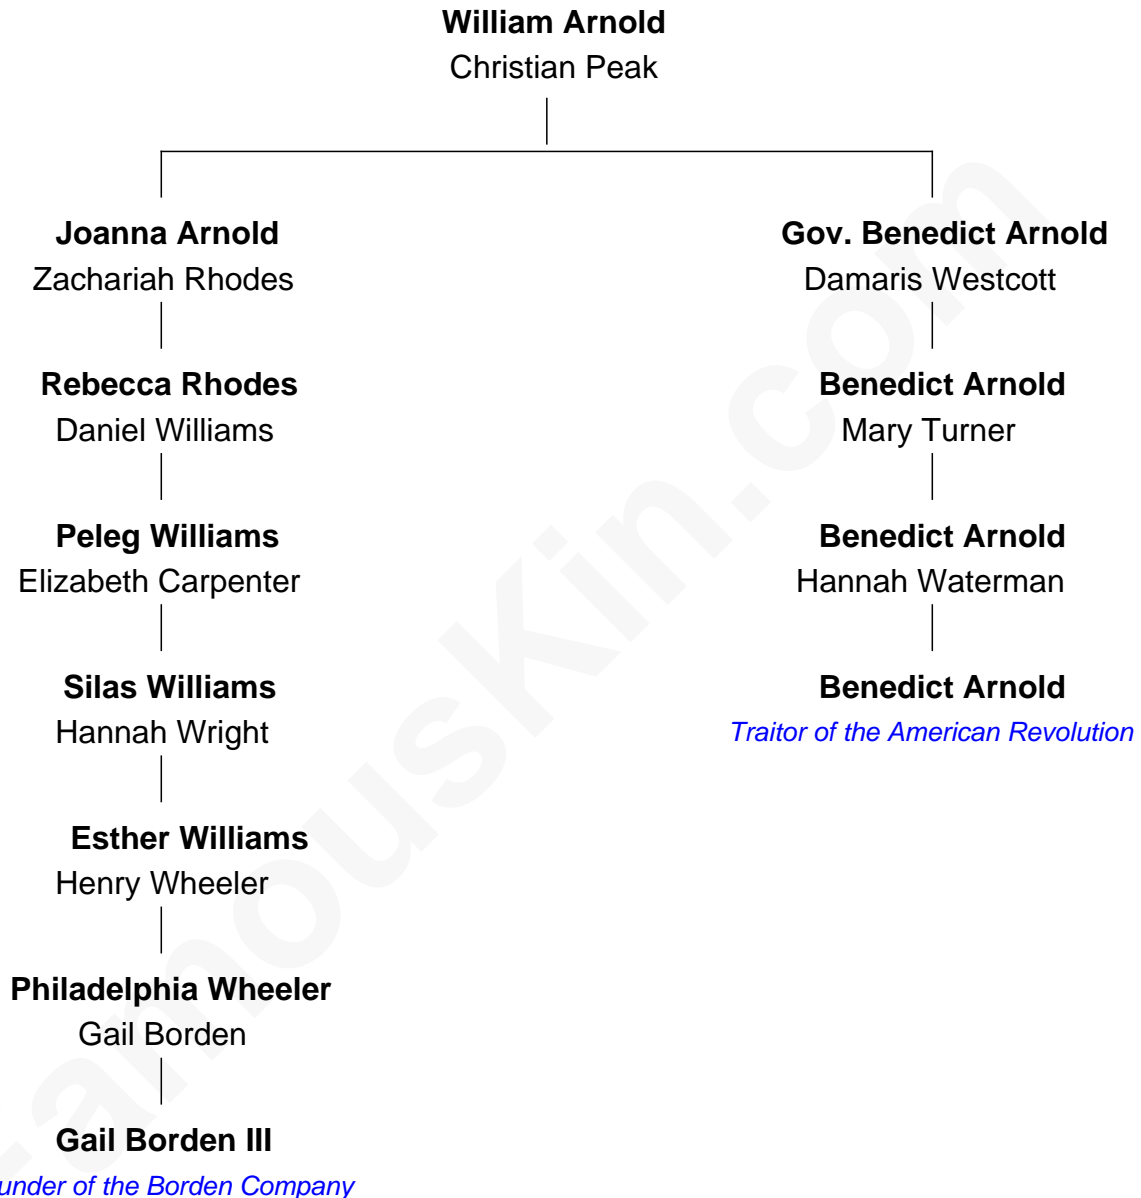 William Arnold
Christian Peak
Joanna Arnold
Zachariah Rhodes
Gov. Benedict Arnold
Damaris Westcott
Rebecca Rhodes
Daniel Williams
Benedict Arnold
Mary Turner
Peleg Williams
Elizabeth Carpenter
Benedict Arnold
Hannah Waterman
Silas Williams
Hannah Wright
Benedict Arnold
Traitor of the American Revolution
Esther Williams
Henry Wheeler
Philadelphia Wheeler
Gail Borden
Gail Borden III
under of the Borden Company
FamousKin.com